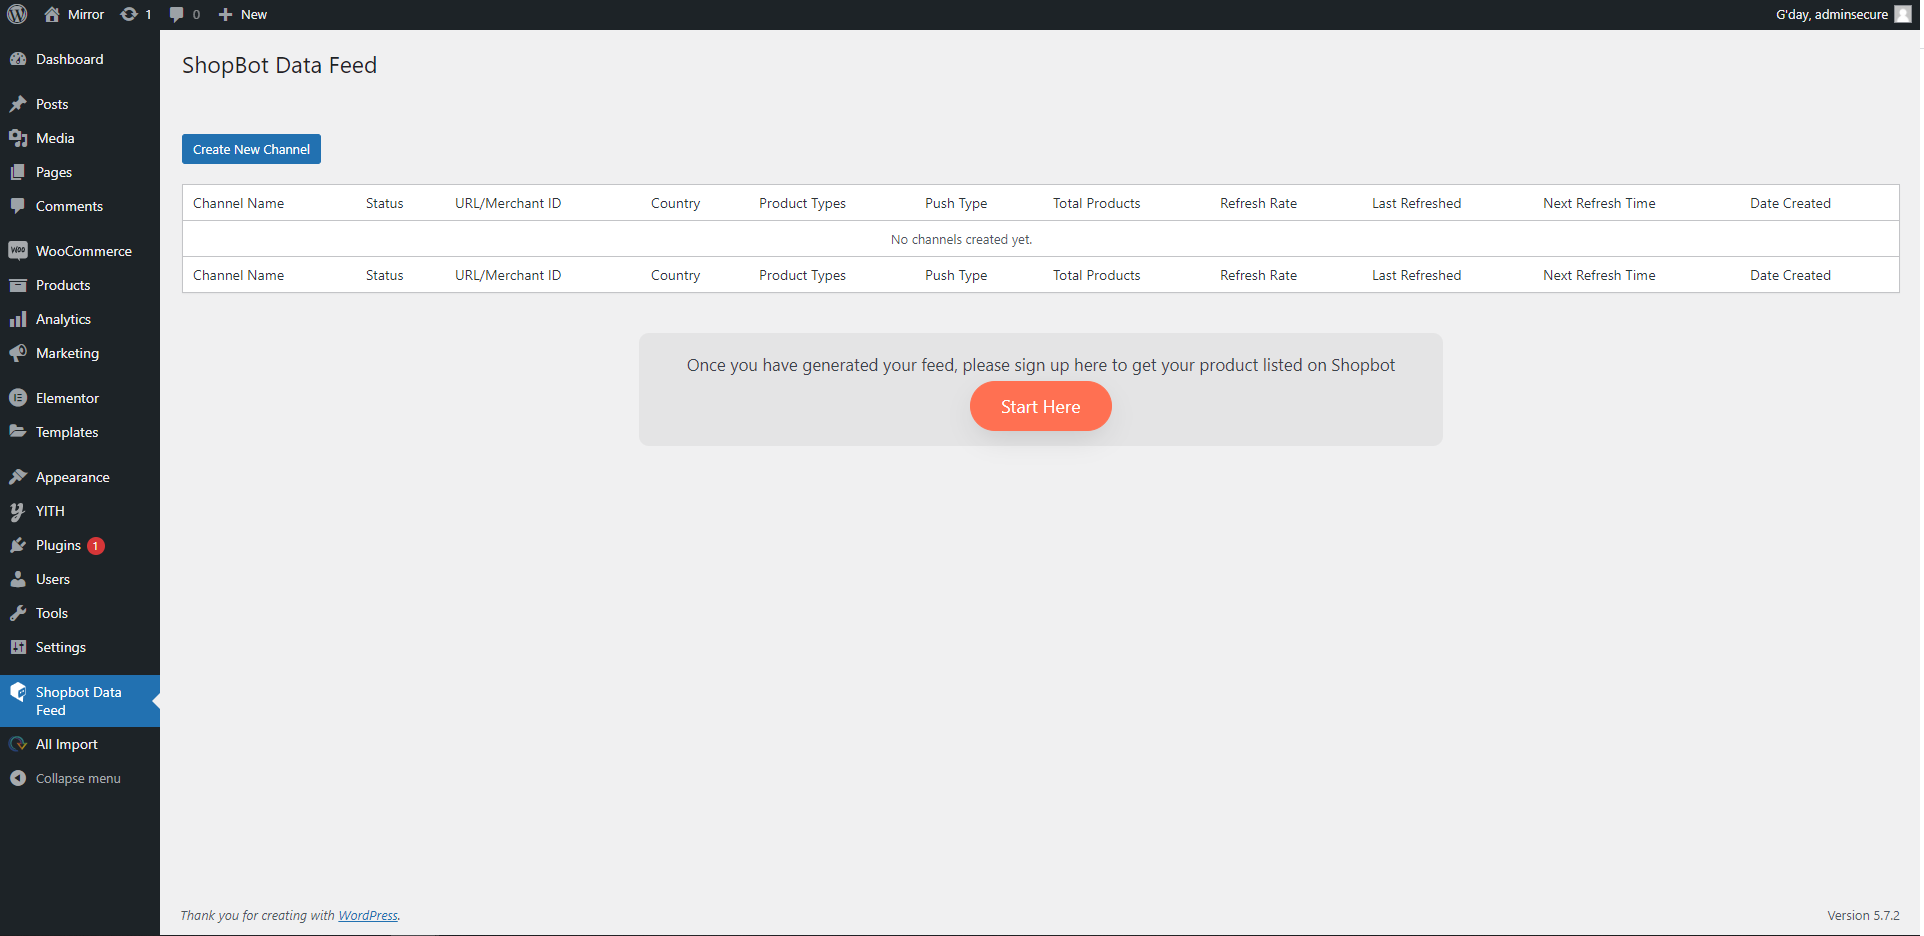 Mirror 1 0 New G'day, adminsecure
Dashboard
Posts
Media
Pages
Comments
WooCommerce
Products
Analytics
Marketing
Elementor
Templates
Appearance
YITH
Plugins 1
Users
Tools
Settings
Shopbot Data
Feed
All Import
Collapse menu
ShopBot Data Feed
Create New Channel
Channel Name Status URL/Merchant ID Country Product Types Push Type Total Products Refresh Rate Last Refreshed Next Refresh Time Date Created
No channels created yet.
Channel Name Status URL/Merchant ID Country Product Types Push Type Total Products Refresh Rate Last Refreshed Next Refresh Time Date Created
Once you have generated your feed, please sign up here to get your product listed on Shopbot
Start Here
Thank you for creating with WordPress. Version 5.7.2